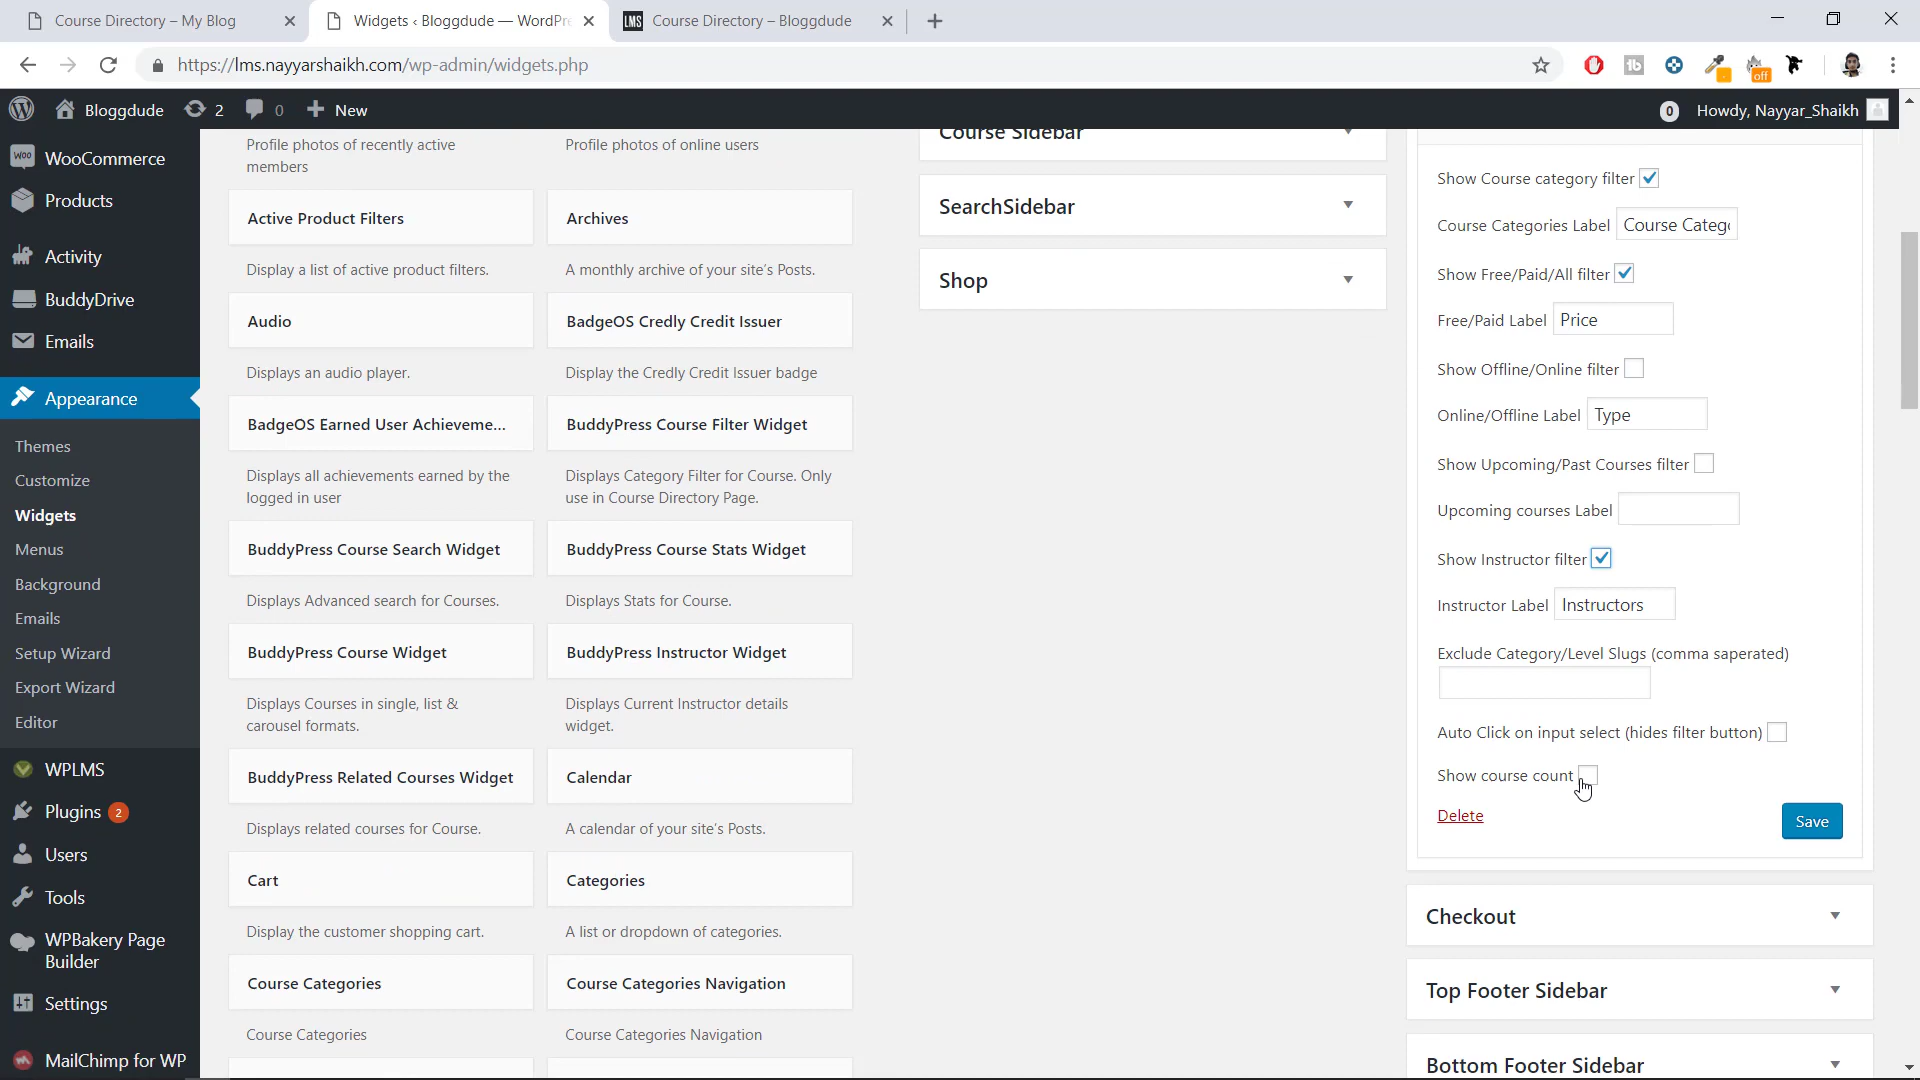 Course Directory – My Blog
Widgets ‹ Bloggdude — WordPr
LMS
Course Directory – Bloggdude
https://lms.nayyarshaikh.com/wp-admin/widgets.php
off
Bloggdude
2
0
New
0
Howdy, Nayyar_Shaikh
WooCommerce
Products
Activity
BuddyDrive
Emails
Appearance
Themes
Customize
Widgets
Menus
Background
Emails
Setup Wizard
Export Wizard
Editor
WPLMS
Plugins 2
Users
Tools
WPBakery Page
Builder
Settings
MailChimp for WP
Profile photos of recently active
members
Profile photos of online users
Active Product Filters
Archives
Display a list of active product filters.
A monthly archive of your site's Posts.
Audio
BadgeOS Credly Credit Issuer
Displays an audio player.
Display the Credly Credit Issuer badge
BadgeOS Earned User Achieveme...
BuddyPress Course Filter Widget
Displays all achievements earned by the
logged in user
Displays Category Filter for Course. Only
use in Course Directory Page.
BuddyPress Course Search Widget
BuddyPress Course Stats Widget
Displays Advanced search for Courses.
Displays Stats for Course.
BuddyPress Course Widget
BuddyPress Instructor Widget
Displays Courses in single, list &
carousel formats.
Displays Current Instructor details
widget.
BuddyPress Related Courses Widget
Calendar
Displays related courses for Course.
A calendar of your site's Posts.
Cart
Categories
Display the customer shopping cart.
A list or dropdown of categories.
Course Categories
Course Categories Navigation
Course Categories
Course Categories Navigation
Course Sidebar
SearchSidebar
Shop
Show Course category filter
Course Categories Label Course Catego
Show Free/Paid/All filter
Free/Paid Label Price
Show Offline/Online filter
Online/Offline Label Type
Show Upcoming/Past Courses filter
Upcoming courses Label
Show Instructor filter
Instructor Label Instructors
Exclude Category/Level Slugs (comma saperated)
Auto Click on input select (hides filter button)
Show course count
Delete
Save
Checkout
Top Footer Sidebar
Bottom Footer Sidebar